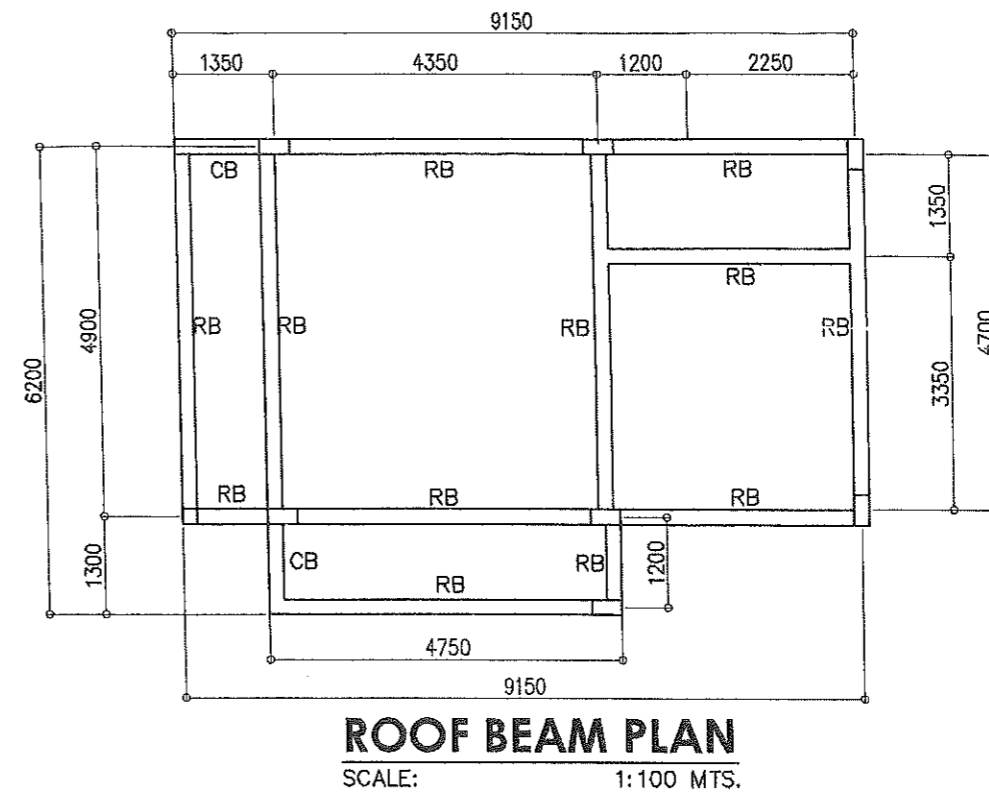 9150
1350 4350 1200 2250
CB RB RB
1350
RB
6200 4900 RB RB RB RB 3350 4700
RB RB RB
1300 CB RB RB 1200
4750
9150
ROOF BEAM PLAN
SCALE: 1:100 MTS.